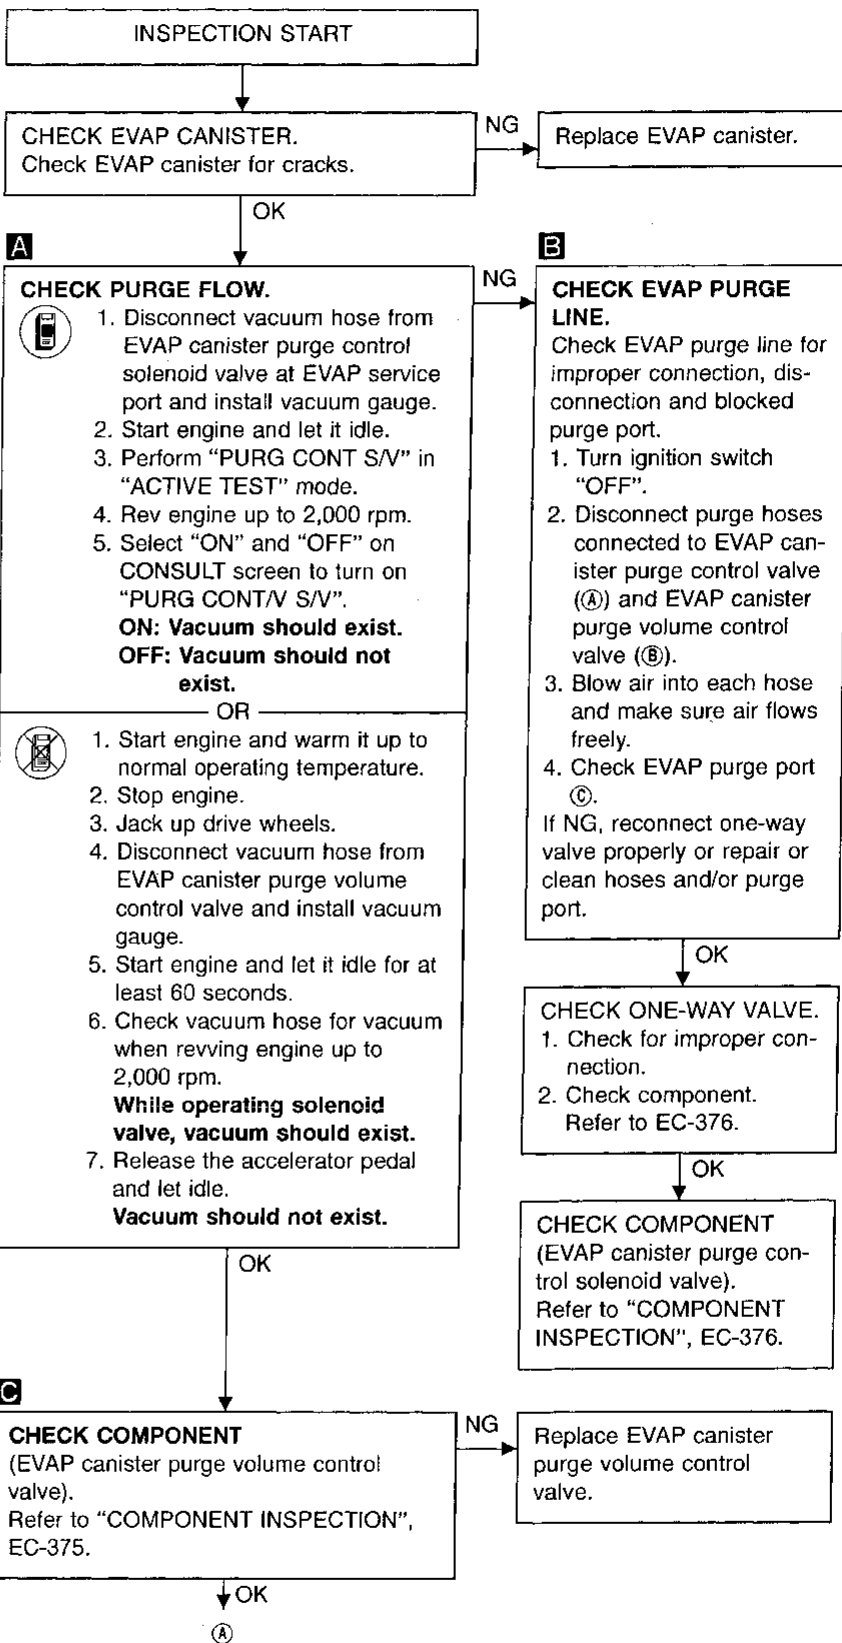 INSPECTION START
CHECK EVAP CANISTER.
Check EVAP canister for cracks.
NG
Replace EVAP canister.
OK
A
CHECK PURGE FLOW.
1. Disconnect vacuum hose from
EVAP canister purge control
solenoid valve at EVAP service
port and install vacuum gauge.
2. Start engine and let it idle.
3. Perform “PURG CONT S/V” in
“ACTIVE TEST” mode.
4. Rev engine up to 2,000 rpm.
5. Select “ON” and “OFF” on
CONSULT screen to turn on
“PURG CONT/V S/V”.
ON: Vacuum should exist.
OFF: Vacuum should not
exist.
OR
1. Start engine and warm it up to
normal operating temperature.
2. Stop engine.
3. Jack up drive wheels.
4. Disconnect vacuum hose from
EVAP canister purge volume
control valve and install vacuum
gauge.
5. Start engine and let it idle for at
least 60 seconds.
6. Check vacuum hose for vacuum
when revving engine up to
2,000 rpm.
While operating solenoid
valve, vacuum should exist.
7. Release the accelerator pedal
and let idle.
Vacuum should not exist.
NG
B
CHECK EVAP PURGE
LINE.
Check EVAP purge line for
improper connection, dis-
connection and blocked
purge port.
1. Turn ignition switch
“OFF”.
2. Disconnect purge hoses
connected to EVAP can-
ister purge control valve
(Ⓐ) and EVAP canister
purge volume control
valve (Ⓑ).
3. Blow air into each hose
and make sure air flows
freely.
4. Check EVAP purge port
Ⓒ.
If NG, reconnect one-way
valve properly or repair or
clean hoses and/or purge
port.
OK
CHECK ONE-WAY VALVE.
1. Check for improper con-
nection.
2. Check component.
Refer to EC-376.
OK
CHECK COMPONENT
(EVAP canister purge con-
trol solenoid valve).
Refer to “COMPONENT
INSPECTION”, EC-376.
OK
C
CHECK COMPONENT
(EVAP canister purge volume control
valve).
Refer to “COMPONENT INSPECTION”,
EC-375.
NG
Replace EVAP canister
purge volume control
valve.
OK
Ⓐ